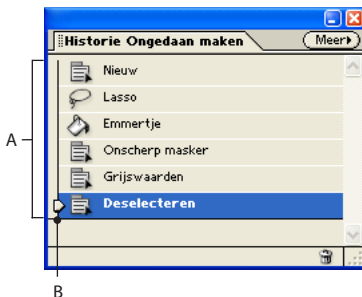 Historie Ongedaan maken
Meer
Nieuw
Lasso
Emmertje
Onscherp masker
Grijswaarden
Deselecteren
A
B